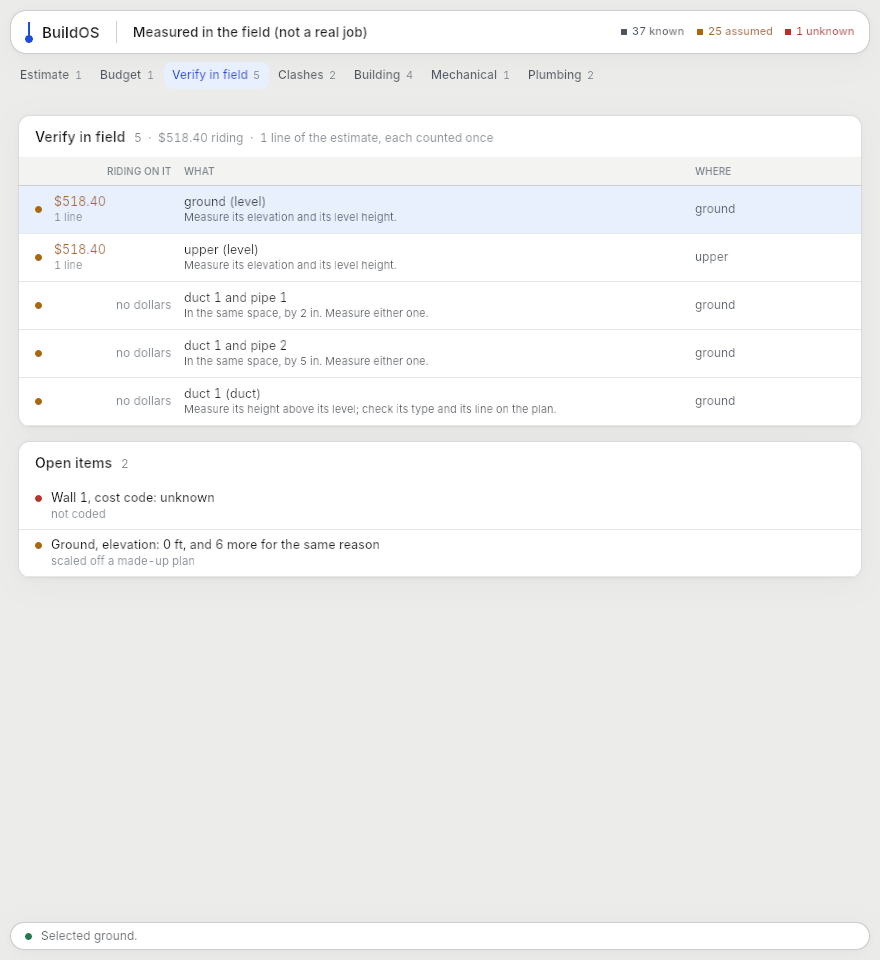 BuildOS
Measured in the field (not a real job)
37 known
25 assumed
1 unknown
Estimate 1
Budget 1
Verify in field 5
Clashes 2
Building 4
Mechanical 1
Plumbing 2
Verify in field 5 · $518.40 riding · 1 line of the estimate, each counted once
RIDING ON IT WHAT WHERE
$518.40
1 line
ground (level)
Measure its elevation and its level height.
ground
$518.40
1 line
upper (level)
Measure its elevation and its level height.
upper
no dollars
duct 1 and pipe 1
In the same space, by 2 in. Measure either one.
ground
no dollars
duct 1 and pipe 2
In the same space, by 5 in. Measure either one.
ground
no dollars
duct 1 (duct)
Measure its height above its level; check its type and its line on the plan.
ground
Open items 2
Wall 1, cost code: unknown
not coded
Ground, elevation: 0 ft, and 6 more for the same reason
scaled off a made-up plan
Selected ground.